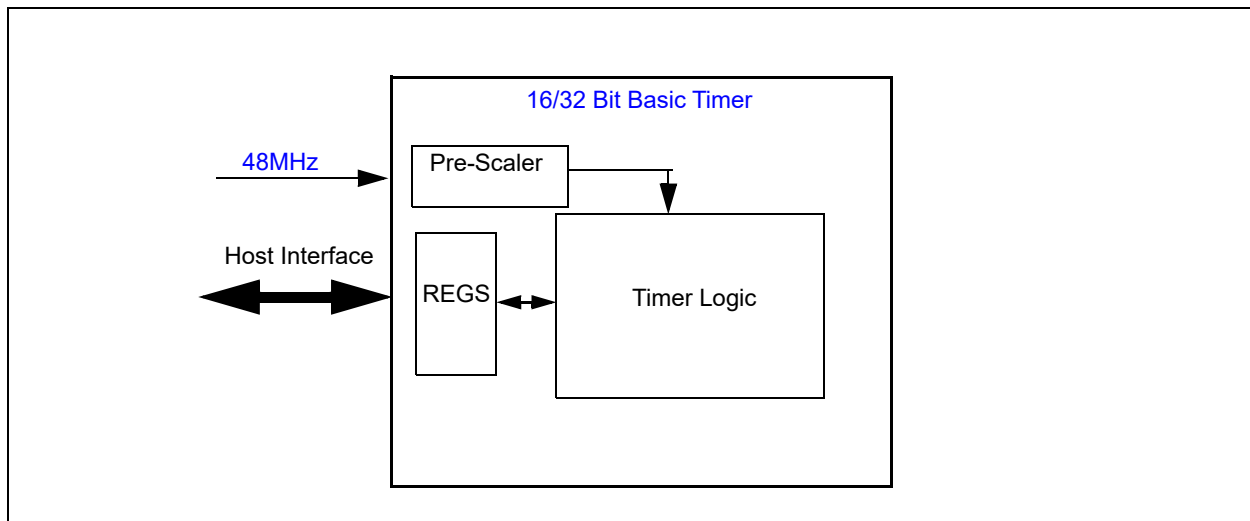 16/32 Bit Basic Timer
48MHz
Pre-Scaler
Host Interface
REGS
Timer Logic